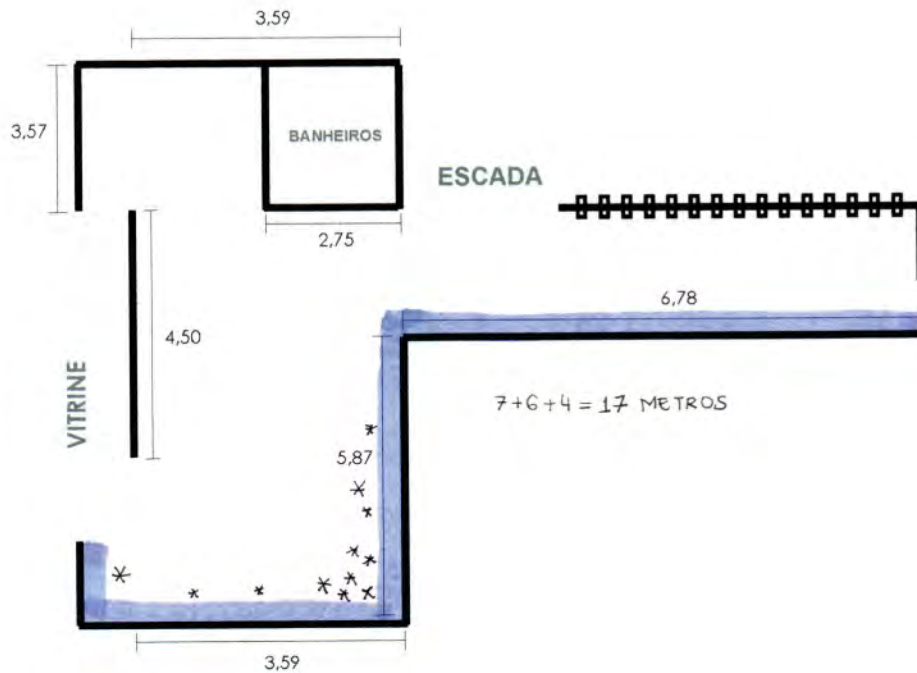 3,59
3,57
BANHEIROS
ESCADA
2,75
6,78
4,50
VITRINE
7+6+4 = 17 METROS
5,87
3,59